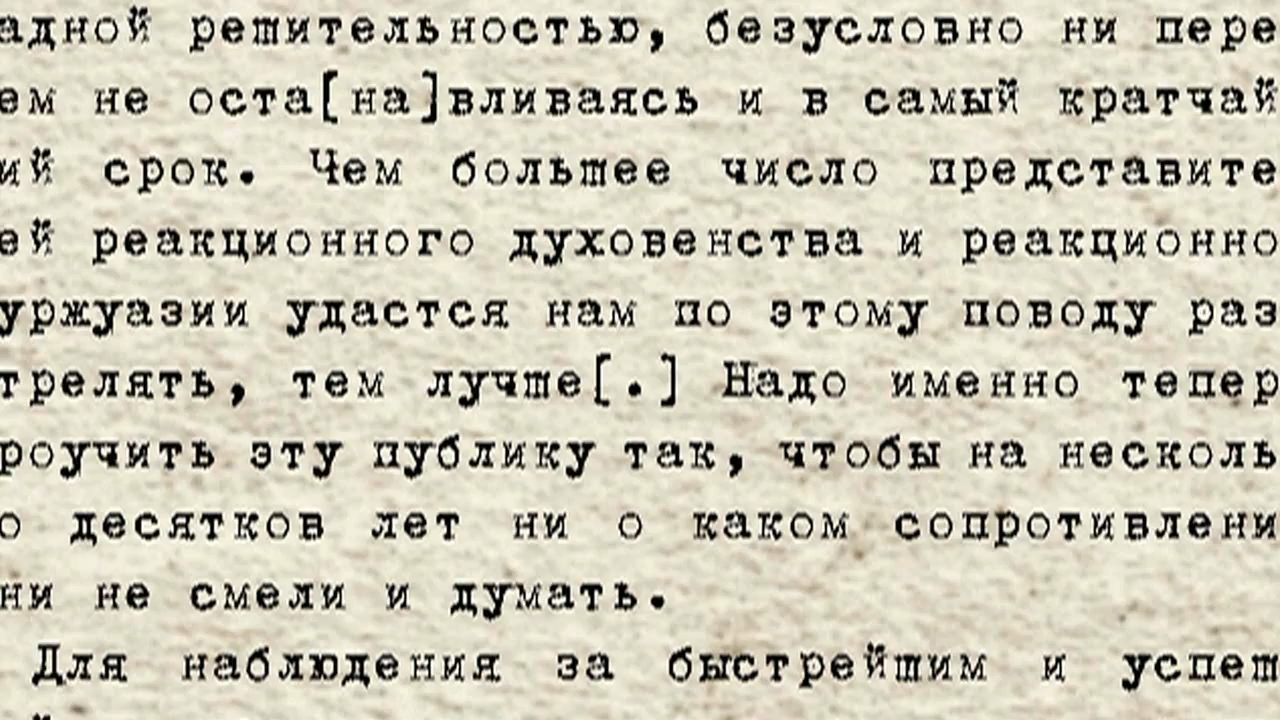 адной решительностью, безусловно ни пере
ем не оста[на]вливаясь и в самый кратчай
ий срок. Чем большее число представите
ей реакционного духовенства и реакционно
уржуазии удастся нам по этому поводу раз
трелять, тем лучше[.] Надо именно тепер
роучить эту публику так, чтобы на несколь
о десятков лет ни о каком сопротивлени
ни не смели и думать.
Для наблюдения за быстрейшим и успеш